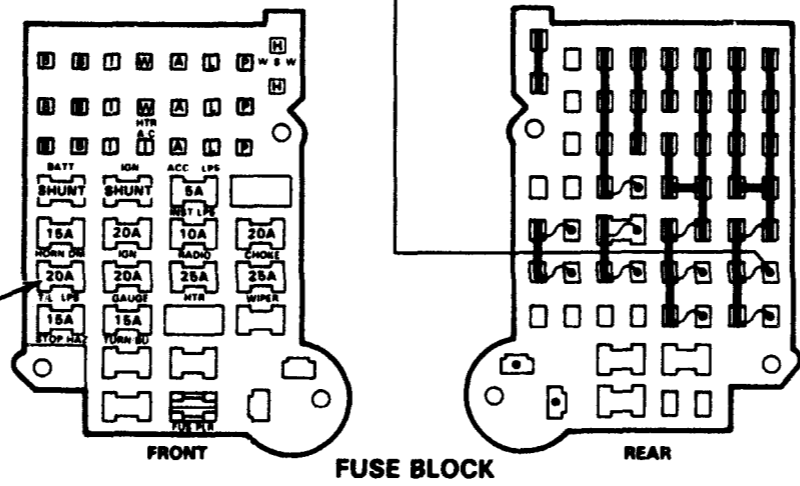 H
B B I W A L P W S W
H
B B I W A L P
HTR
A.C
B B I I A L P
BATT IGN ACC LPS
SHUNT SHUNT 5A
INST LPS
15A 20A 10A 20A
HORN DM IGN RADIO CHOKE
20A 20A 25A 25A
T/L LPS GAUGE HTR WIPER
15A 15A
STOP HAZ TURN BU
FUS PLR
FRONT REAR
FUSE BLOCK